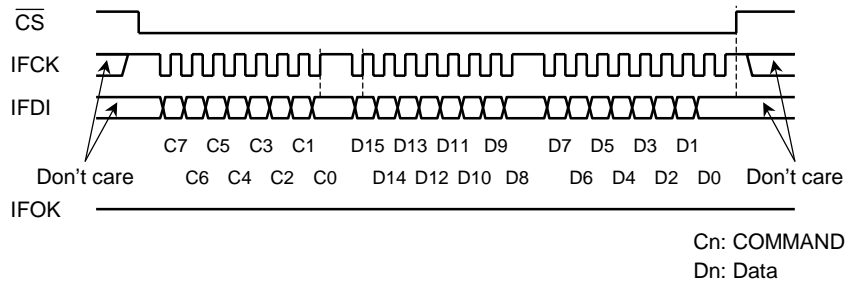 CS
IFCK
IFDI
C7 C5 C3 C1 D15 D13 D11 D9 D7 D5 D3 D1
Don't care C6 C4 C2 C0 D14 D12 D10 D8 D6 D4 D2 D0 Don't care
IFOK
Cn: COMMAND
Dn: Data